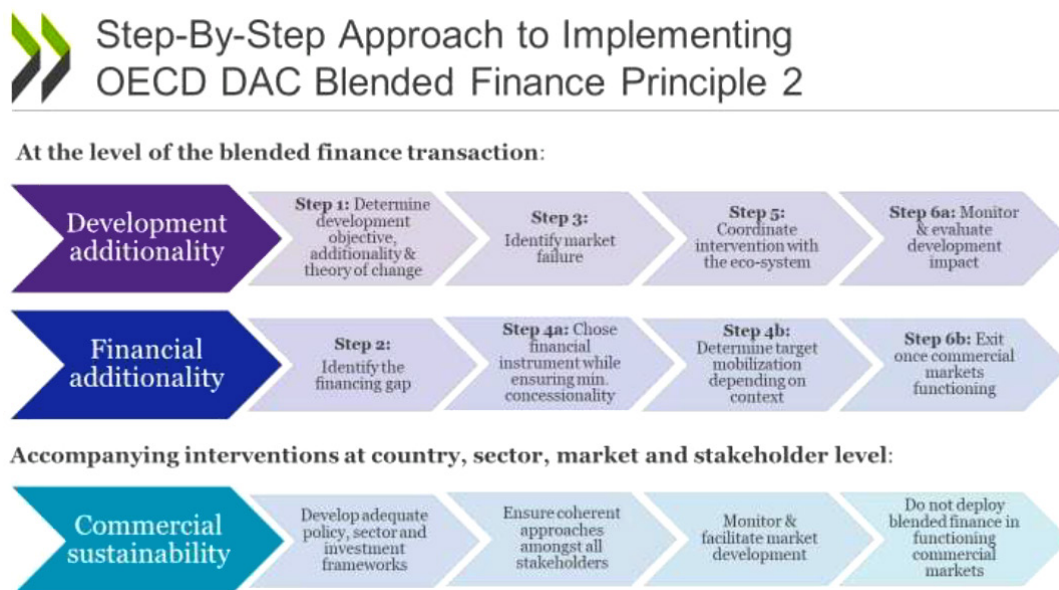 Step-By-Step Approach to Implementing
OECD DAC Blended Finance Principle 2
At the level of the blended finance transaction:
Development
additionality
Step 1: Determine
development
objective,
additionality &
theory of change
Step 3:
Identify market
failure
Step 5:
Coordinate
intervention with
the eco-system
Step 6a: Monitor
& evaluate
development
impact
Financial
additionality
Step 2:
Identify the
financing gap
Step 4a: Chose
financial
instrument while
ensuring min.
concessionality
Step 4b:
Determine target
mobilization
depending on
context
Step 6b: Exit
once commercial
markets
functioning
Accompanying interventions at country, sector, market and stakeholder level:
Commercial
sustainability
Develop adequate
policy, sector and
investment
frameworks
Ensure coherent
approaches
amongst all
stakeholders
Monitor &
facilitate market
development
Do not deploy
blended finance in
functioning
commercial
markets